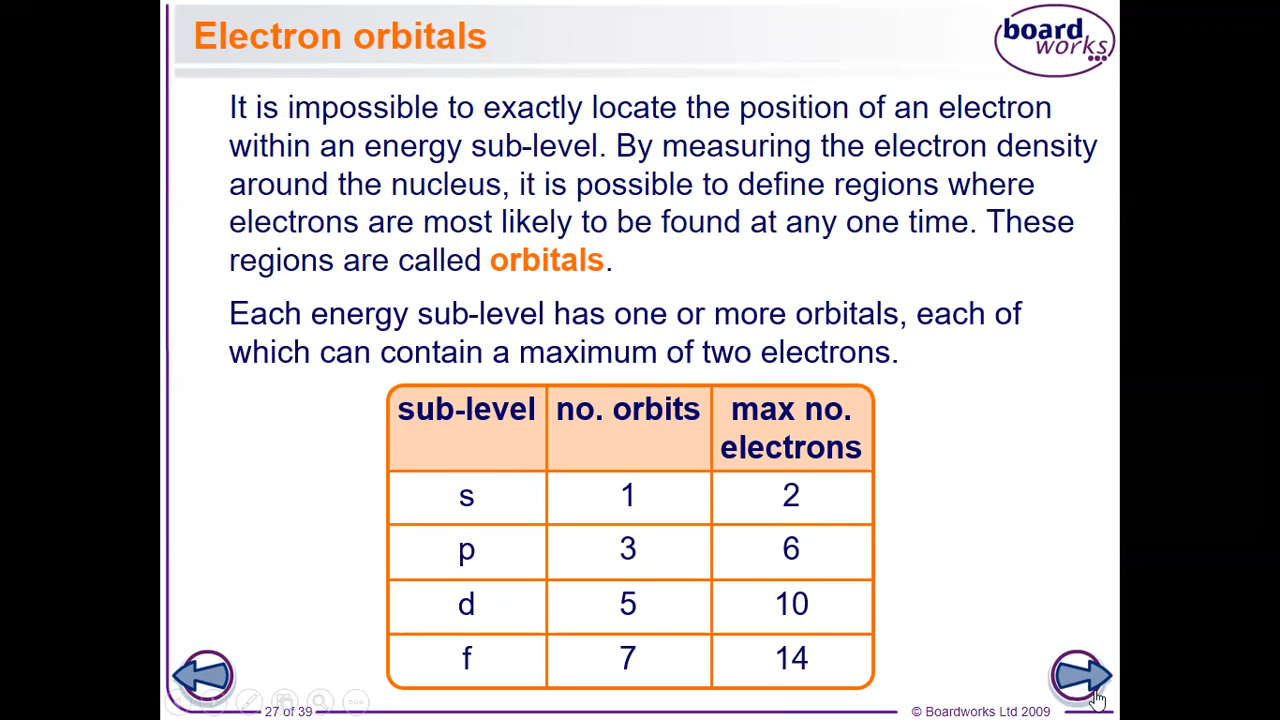 Electron orbitals
board
works
It is impossible to exactly locate the position of an electron
within an energy sub-level. By measuring the electron density
around the nucleus, it is possible to define regions where
electrons are most likely to be found at any one time. These
regions are called orbitals.
Each energy sub-level has one or more orbitals, each of
which can contain a maximum of two electrons.
sub-level no. orbits max no.
electrons
s 1 2
p 3 6
d 5 10
f 7 14
27 of 39 © Boardworks Ltd 2009